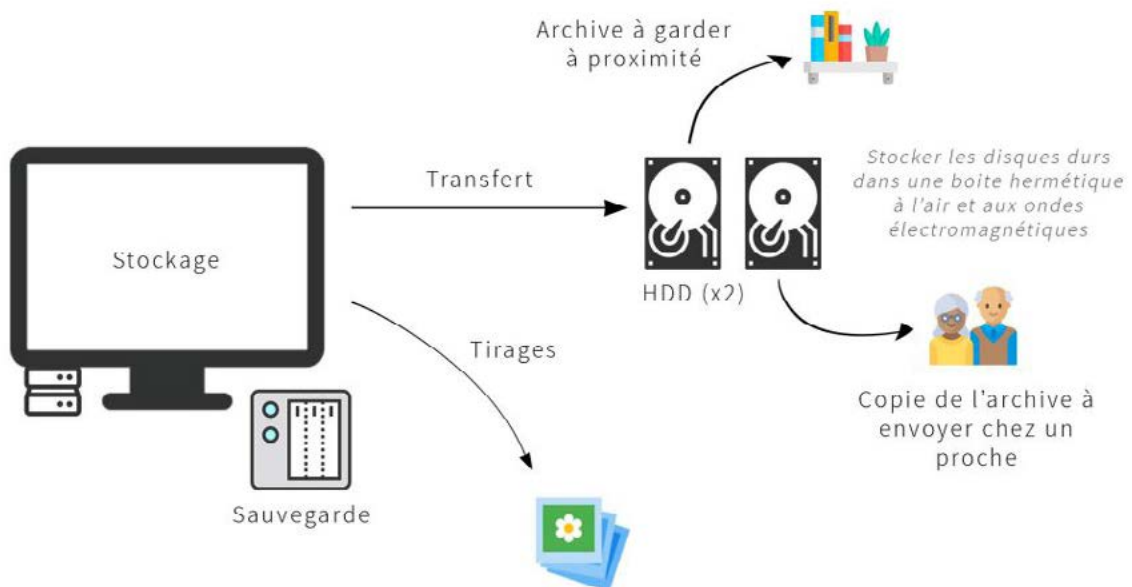 Archive à garder
à proximité
Transfert
Stocker les disques durs
dans une boite hermétique
à l'air et aux ondes
électromagnétiques
Stockage
HDD (x2)
Tirages
Copie de l'archive à
envoyer chez un
proche
Sauvegarde